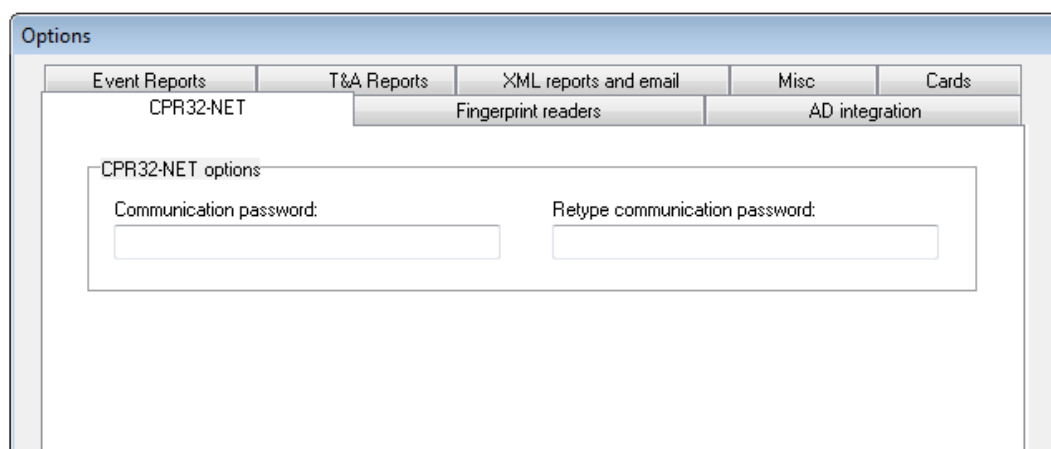 Options
Event Reports T&A Reports XML reports and email Misc Cards
CPR32-NET Fingerprint readers AD integration
CPR32-NET options
Communication password: Retype communication password: